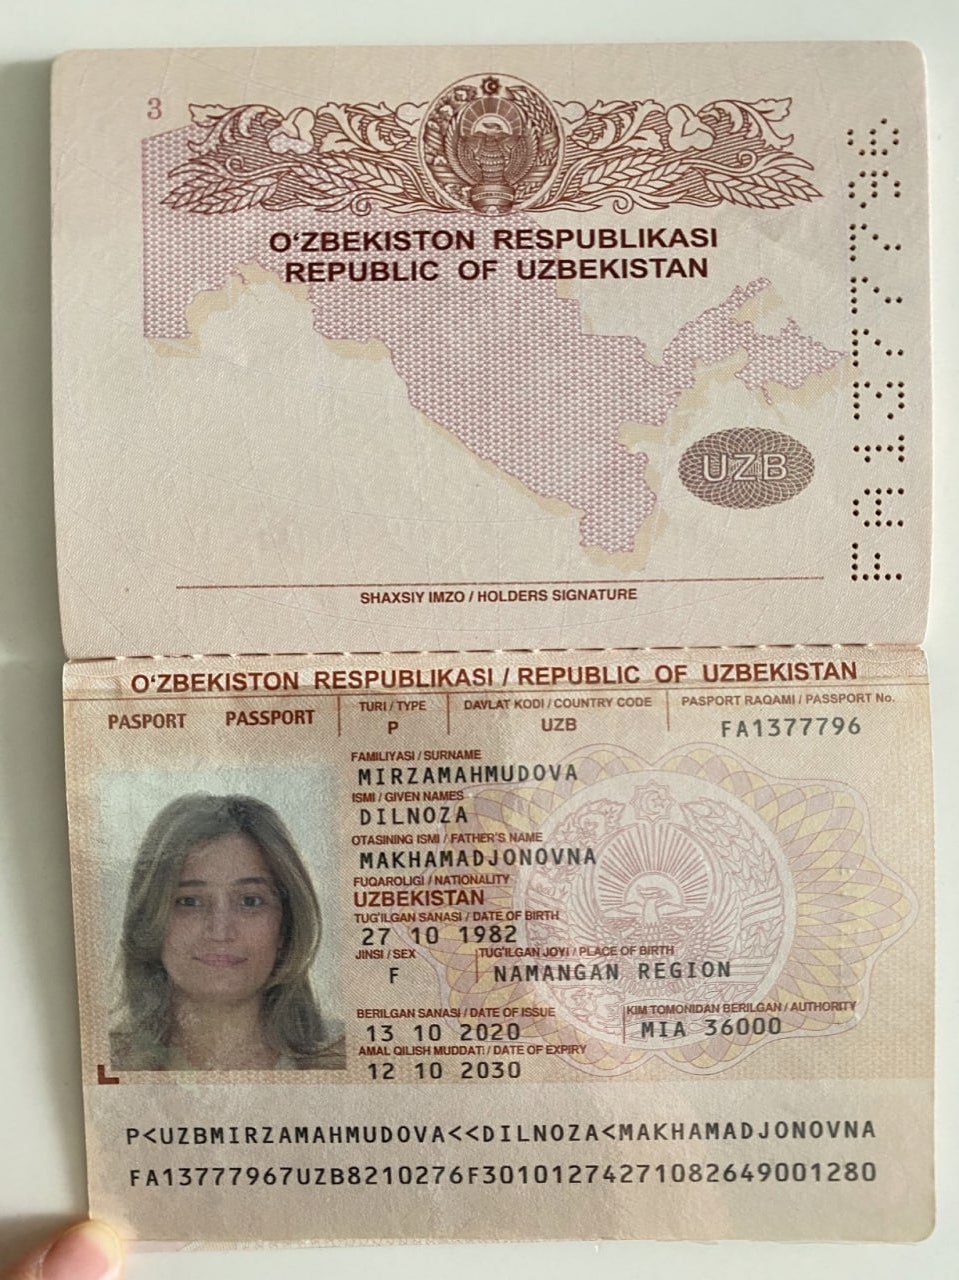 3
O‘ZBEKISTON RESPUBLIKASI
REPUBLIC OF UZBEKISTAN
UZB
FA1377796
SHAXSIY IMZO / HOLDERS SIGNATURE
O‘ZBEKISTON RESPUBLIKASI / REPUBLIC OF UZBEKISTAN
PASPORT PASSPORT
TURI / TYPE
P
DAVLAT KODI / COUNTRY CODE
UZB
PASPORT RAQAMI / PASSPORT No.
FA1377796
FAMILIYASI / SURNAME
MIRZAMAHMUDOVA
ISMI / GIVEN NAMES
DILNOZA
OTASINING ISMI / FATHER'S NAME
MAKHAMADJONOVNA
FUQAROLIGI / NATIONALITY
UZBEKISTAN
TUG'ILGAN SANASI / DATE OF BIRTH
27 10 1982
JINSI / SEX
F
TUG'ILGAN JOYI / PLACE OF BIRTH
NAMANGAN REGION
BERILGAN SANASI / DATE OF ISSUE
13 10 2020
KIM TOMONIDAN BERILGAN / AUTHORITY
MIA 36000
AMAL QILISH MUDDATI / DATE OF EXPIRY
12 10 2030
P<UZBMIRZAMAHMUDOVA<<DILNOZA<MAKHAMADJONOVNA
FA13777967UZB8210276F30101274271082649001280